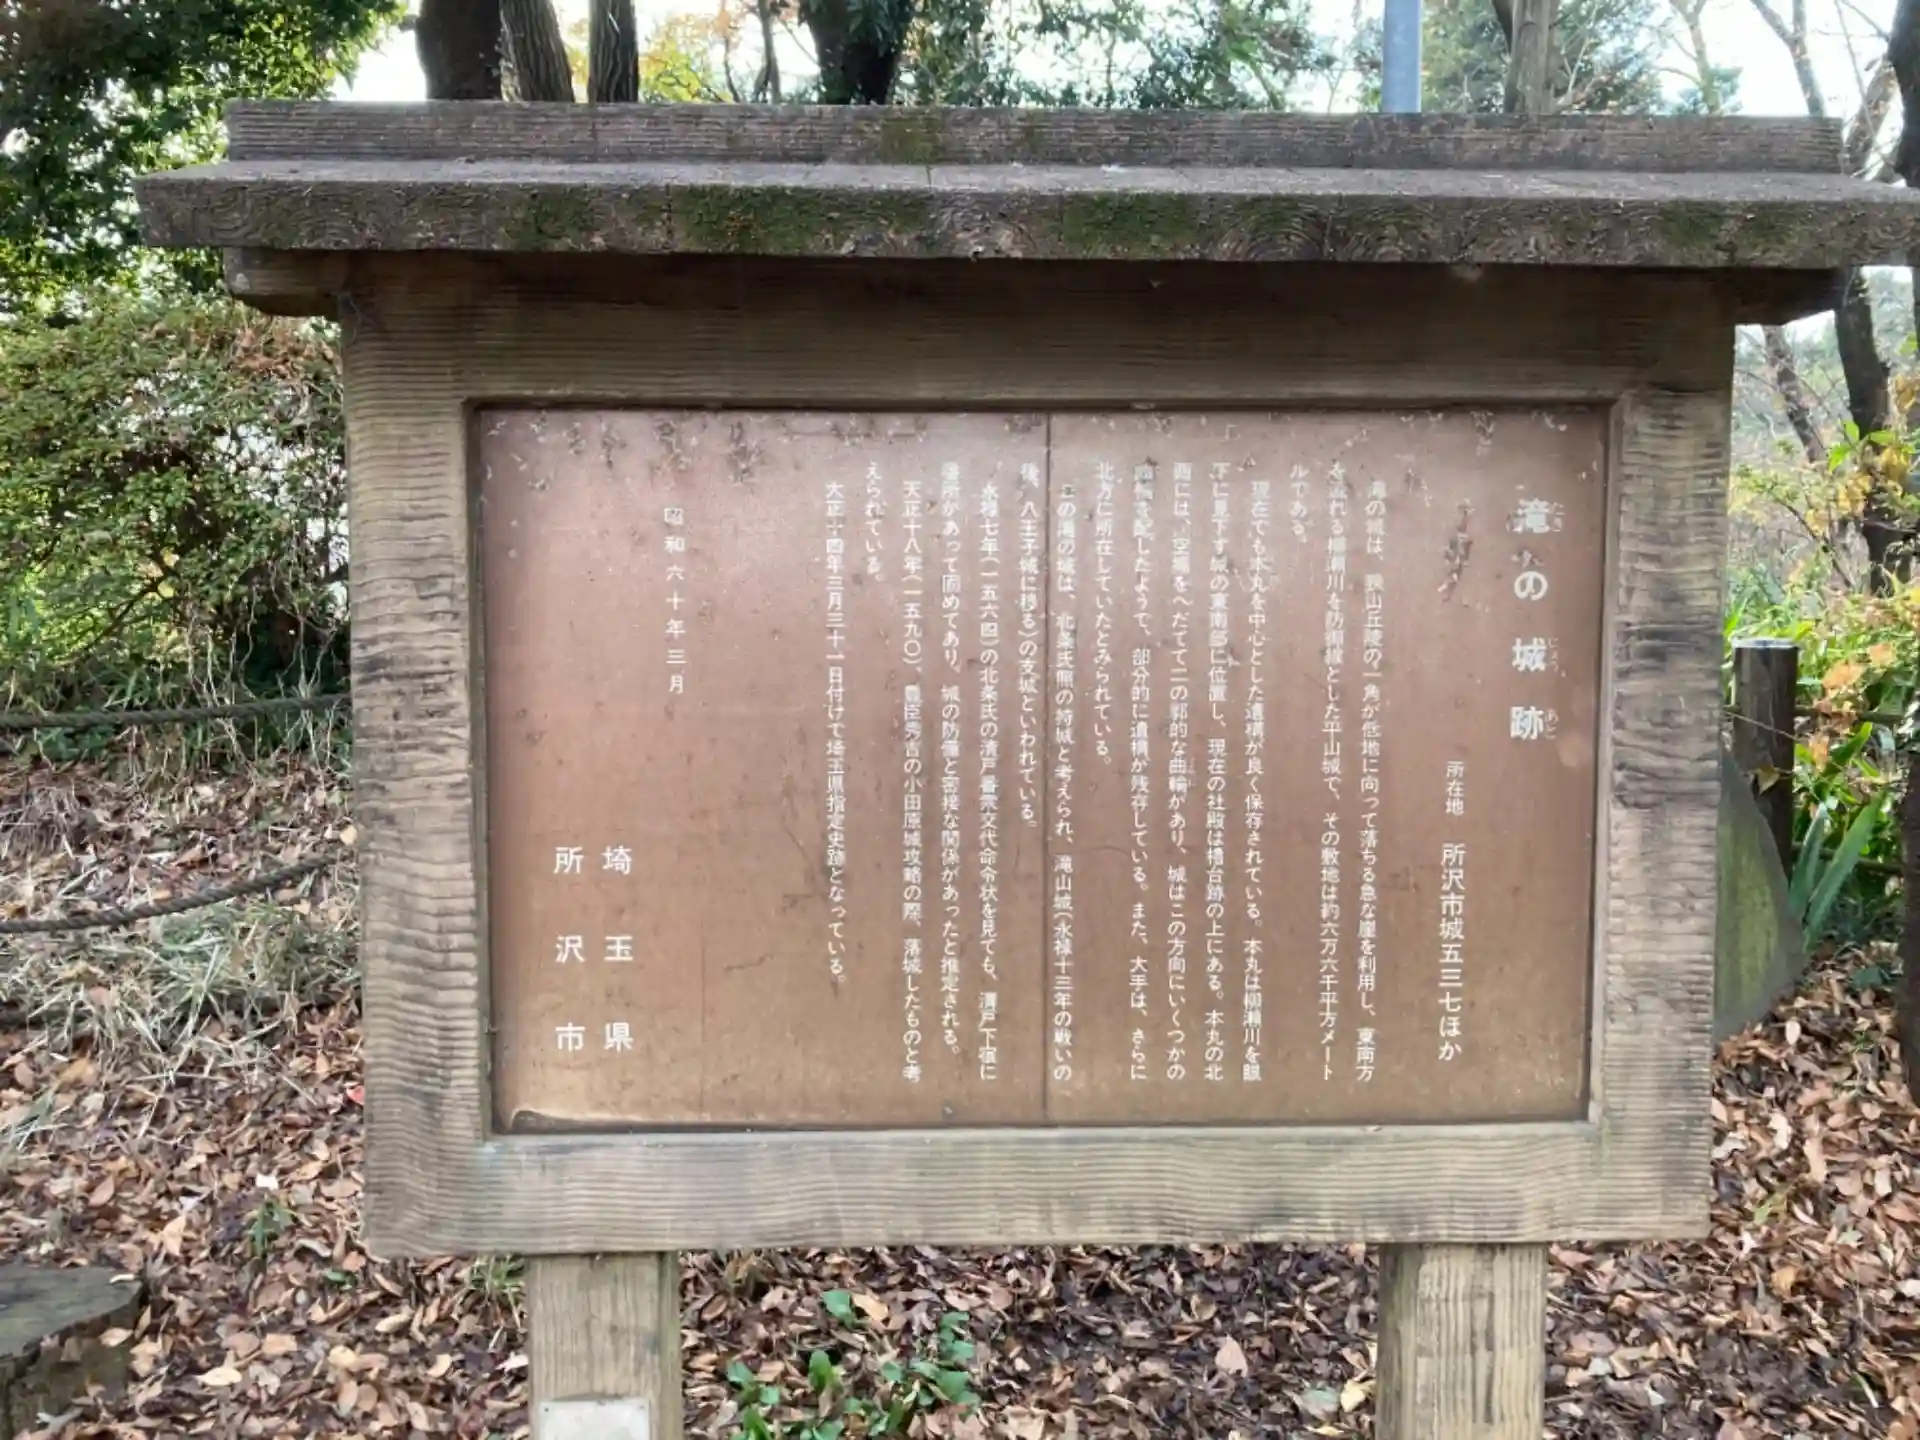 滝の城跡
たき じょう あと
所在地 所沢市城五三七ほか
滝の城は、狭山丘陵の一角が低地に向って落ちる急な崖を利用し、東南方
を流れる柳瀬川を防御線とした平山城で、その敷地は約六万六千平方メート
ルである。
現在でも本丸を中心とした遺構が良く保存されている。本丸は柳瀬川を眼
下に見下す城の東南部に位置し、現在の社殿は櫓台跡の上にある。本丸の北
西には、空堀をへだてて二の郭的な曲輪があり、城はこの方向にいくつかの
曲輪を配したようで、部分的に遺構が残存している。また、大手は、さらに
北方に所在していたとみられている。
この滝の城は、北条氏照の持城と考えられ、滝山城(永禄十三年の戦いの
後、八王子城に移る)の支城といわれている。
永禄七年(一五六四)の北条氏の清戸番衆交代命令状を見ても、清戸下宿に
番所があって固めてあり、城の防備と密接な関係があったと推定される。
天正十八年(一五九〇)、豊臣秀吉の小田原城攻略の際、落城したものと考
えられている。
大正十四年三月三十一日付けで埼玉県指定史跡となっている。
昭和六十年三月
埼玉県
所沢市